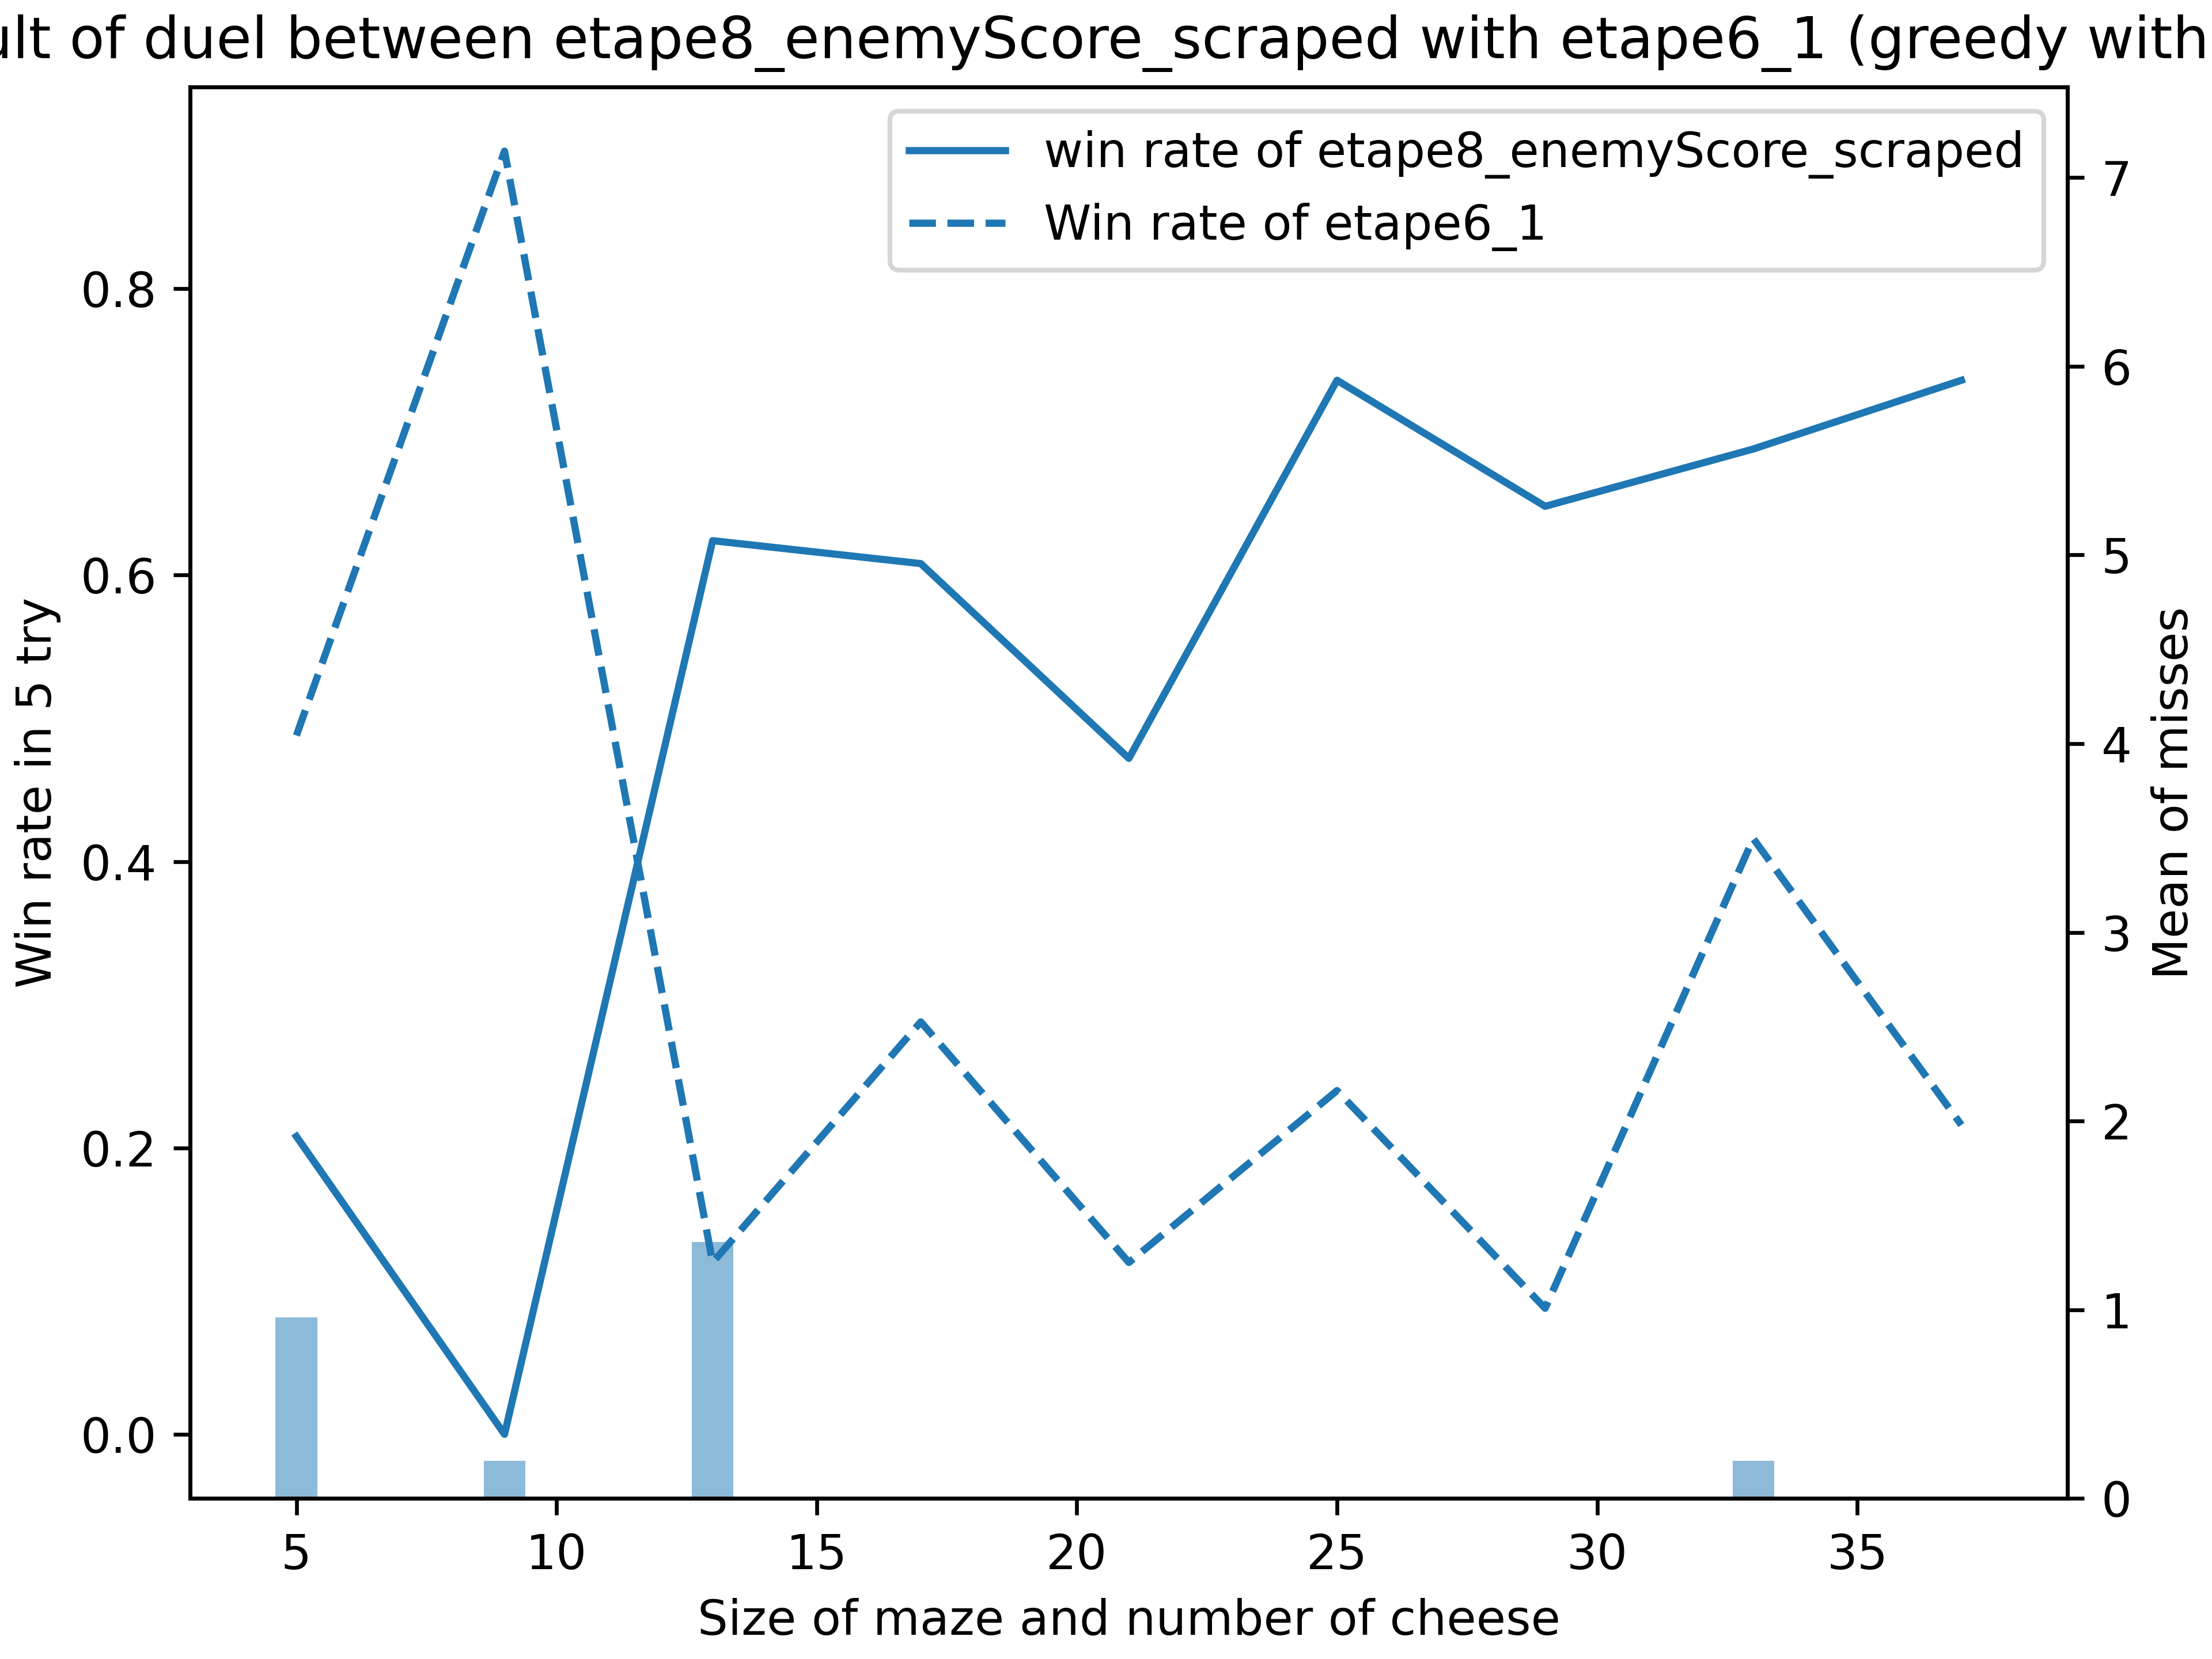 ult of duel between etape8_enemyScore_scraped with etape6_1 (greedy with
win rate of etape8_enemyScore_scraped
Win rate of etape6_1
Win rate in 5 try
0.8
0.6
0.4
0.2
0.0
7
6
5
4
3
2
1
0
Mean of misses
5 10 15 20 25 30 35
Size of maze and number of cheese